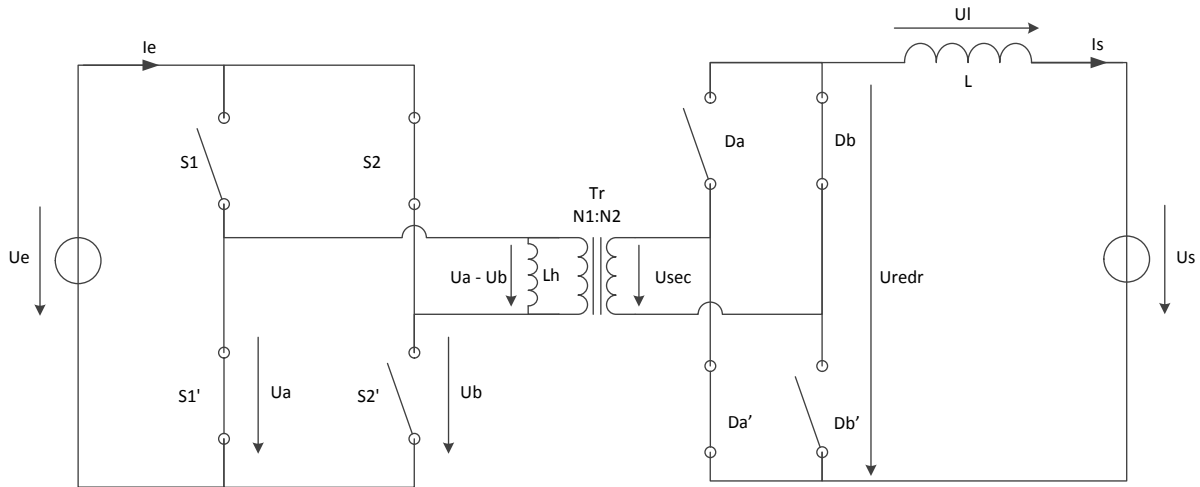 Ul
Ie
Is
L
S1
S2
Da
Db
Tr
N1:N2
Ue
Ua - Ub
Lh
Usec
Uredr
Us
S1'
Ua
S2'
Ub
Da’
Db’